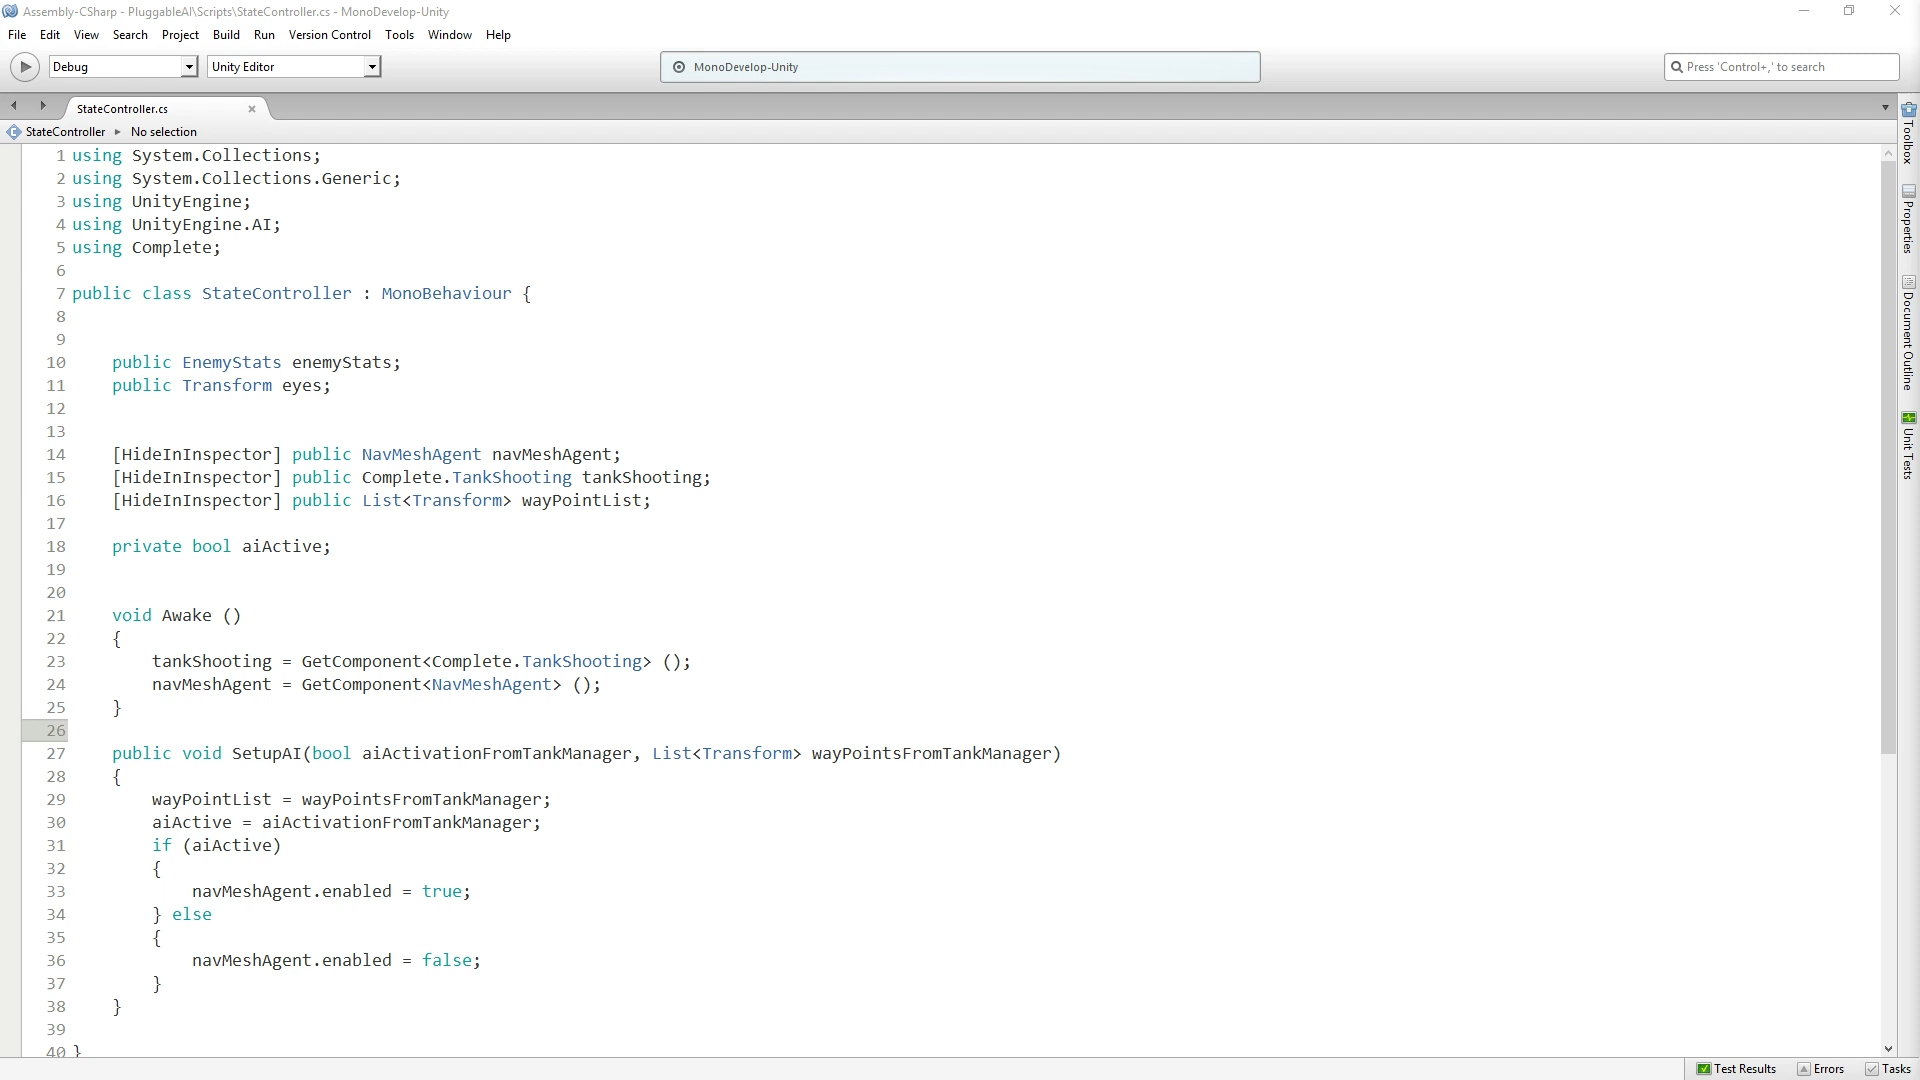 Assembly-CSharp - PluggableAI\Scripts\StateController.cs - MonoDevelop-Unity
File Edit View Search Project Build Run Version Control Tools Window Help
Debug Unity Editor MonoDevelop-Unity Press 'Control+,' to search
StateController.cs
StateController No selection
1 using System.Collections;
2 using System.Collections.Generic;
3 using UnityEngine;
4 using UnityEngine.AI;
5 using Complete;
6
7 public class StateController : MonoBehaviour {
8
9
10 public EnemyStats enemyStats;
11 public Transform eyes;
12
13
14 [HideInInspector] public NavMeshAgent navMeshAgent;
15 [HideInInspector] public Complete.TankShooting tankShooting;
16 [HideInInspector] public List<Transform> wayPointList;
17
18 private bool aiActive;
19
20
21 void Awake ()
22 {
23 tankShooting = GetComponent<Complete.TankShooting> ();
24 navMeshAgent = GetComponent<NavMeshAgent> ();
25 }
26
27 public void SetupAI(bool aiActivationFromTankManager, List<Transform> wayPointsFromTankManager)
28 {
29 wayPointList = wayPointsFromTankManager;
30 aiActive = aiActivationFromTankManager;
31 if (aiActive)
32 {
33 navMeshAgent.enabled = true;
34 } else
35 {
36 navMeshAgent.enabled = false;
37 }
38 }
39
40 }
Toolbox
Properties
Document Outline
Unit Tests
Test Results Errors Tasks